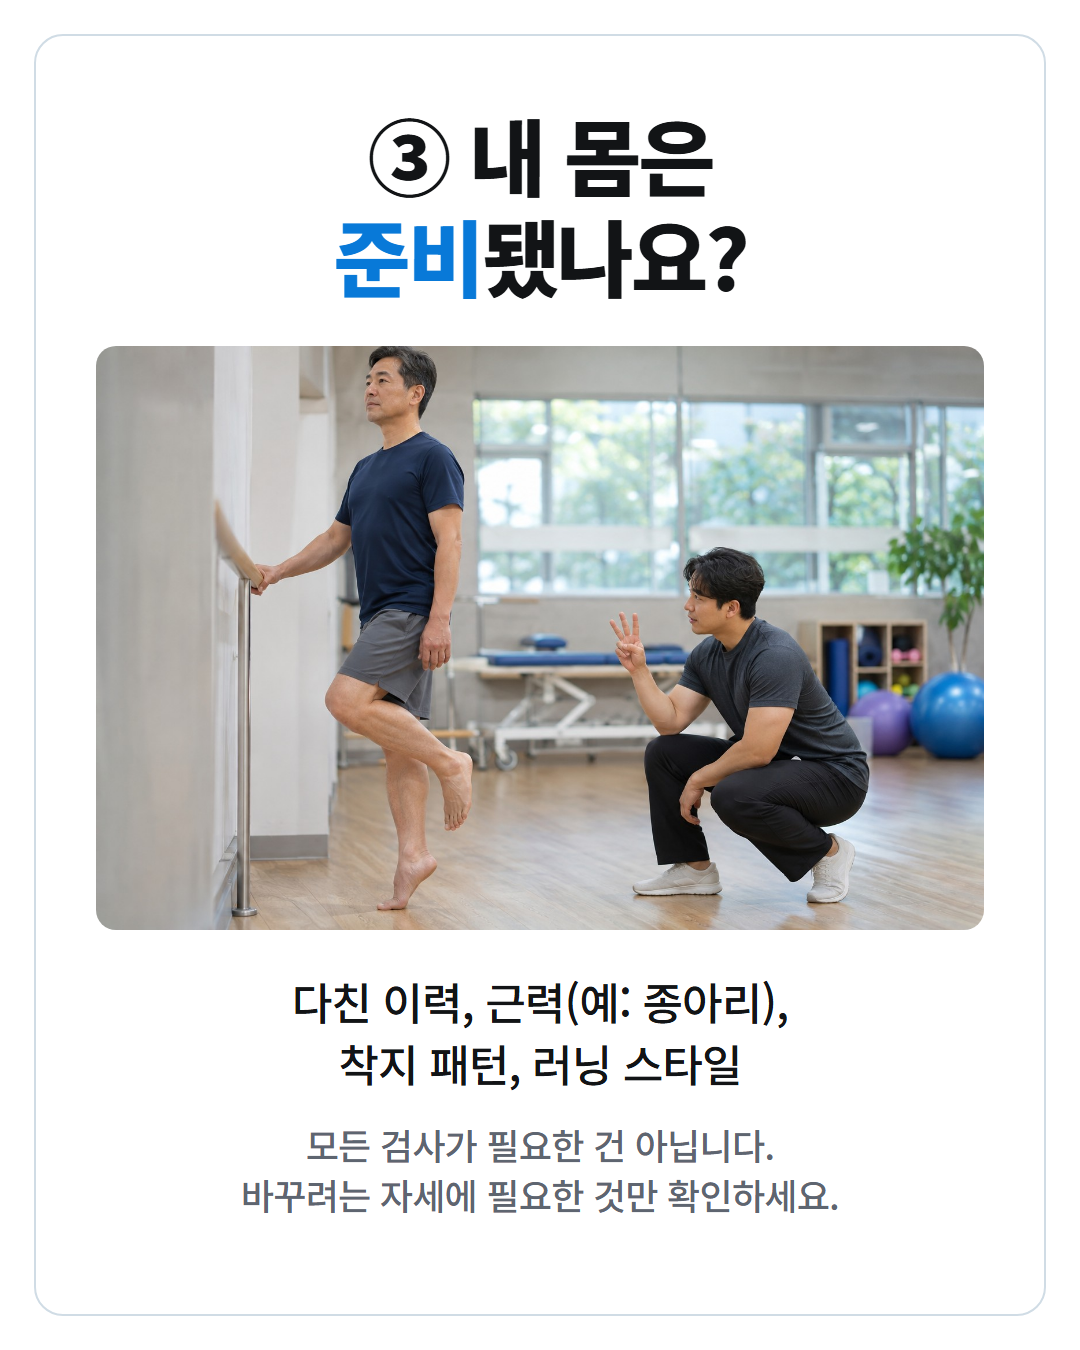 ③ 내 몸은
준비됐나요?
다친 이력, 근력(예: 종아리),
착지 패턴, 러닝 스타일
모든 검사가 필요한 건 아닙니다.
바꾸려는 자세에 필요한 것만 확인하세요.